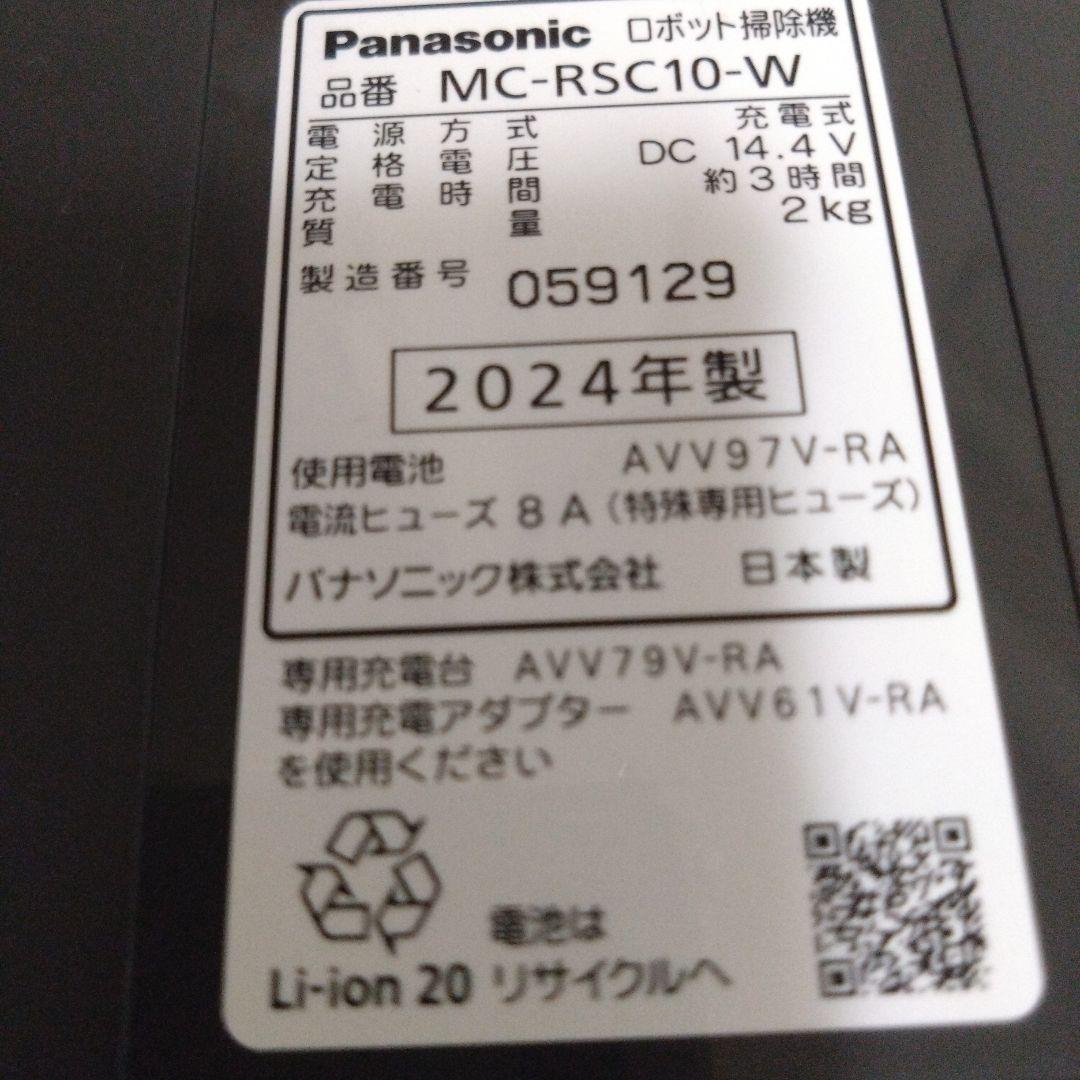 Panasonic ロボット掃除機
品番 MC-RSC10-W
電源方式 充電式
定格電圧 DC 14.4 V
充電時間 約3時間
質量 2 kg
製造番号 059129
2024年製
使用電池 AVV97V-RA
電流ヒューズ 8 A (特殊専用ヒューズ)
パナソニック株式会社 日本製
専用充電台 AVV79V-RA
専用充電アダプター AVV61V-RA
を使用ください
電池は
Li-ion 20 リサイクルへ